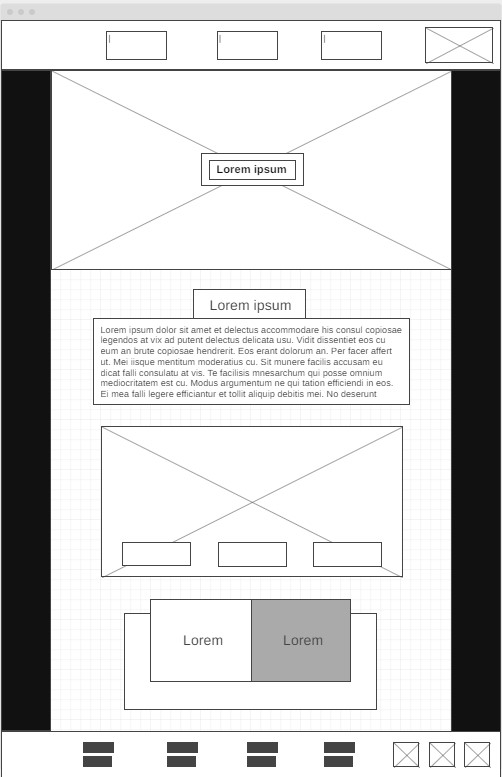 Lorem ipsum
Lorem ipsum
Lorem ipsum dolor sit amet et delectus accommodare his consul copiosae
legendos at vix ad putent delectus delicata usu. Vidit dissentiet eos cu
eum an brute copiosae hendrerit. Eos erant dolorum an. Per facer affert
ut. Mei iisque mentitum moderatius cu. Sit munere facilis accusam eu
dicat falli consulatu at vis. Te facilisis mnesarchum qui posse omnium
mediocritatem est cu. Modus argumentum ne qui tation efficiendi in eos.
Ei mea falli legere efficiantur et tollit aliquip debitis mei. No deserunt
Lorem Lorem